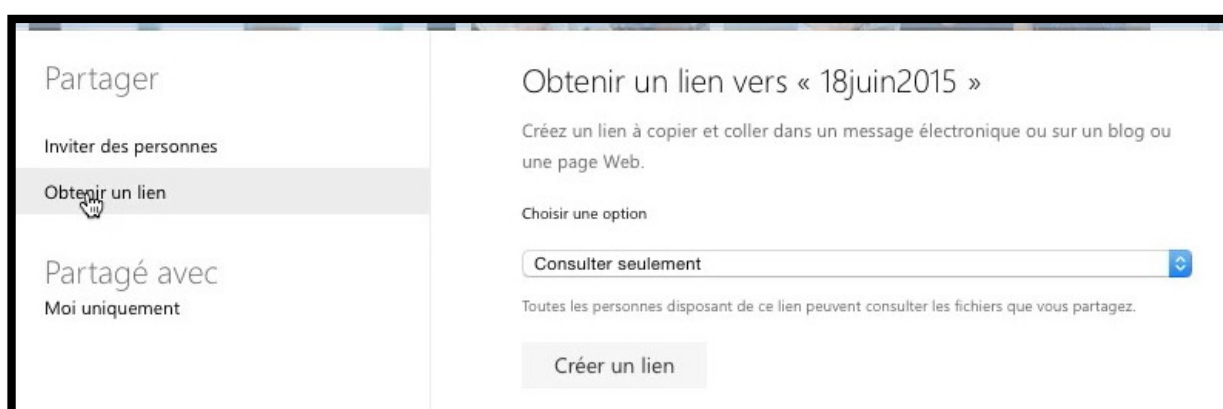 Partager
Inviter des personnes
Obtenir un lien
Partagé avec
Moi uniquement
Obtenir un lien vers « 18juin2015 »
Créez un lien à copier et coller dans un message électronique ou sur un blog ou
une page Web.
Choisir une option
Consulter seulement
Toutes les personnes disposant de ce lien peuvent consulter les fichiers que vous partagez.
Créer un lien